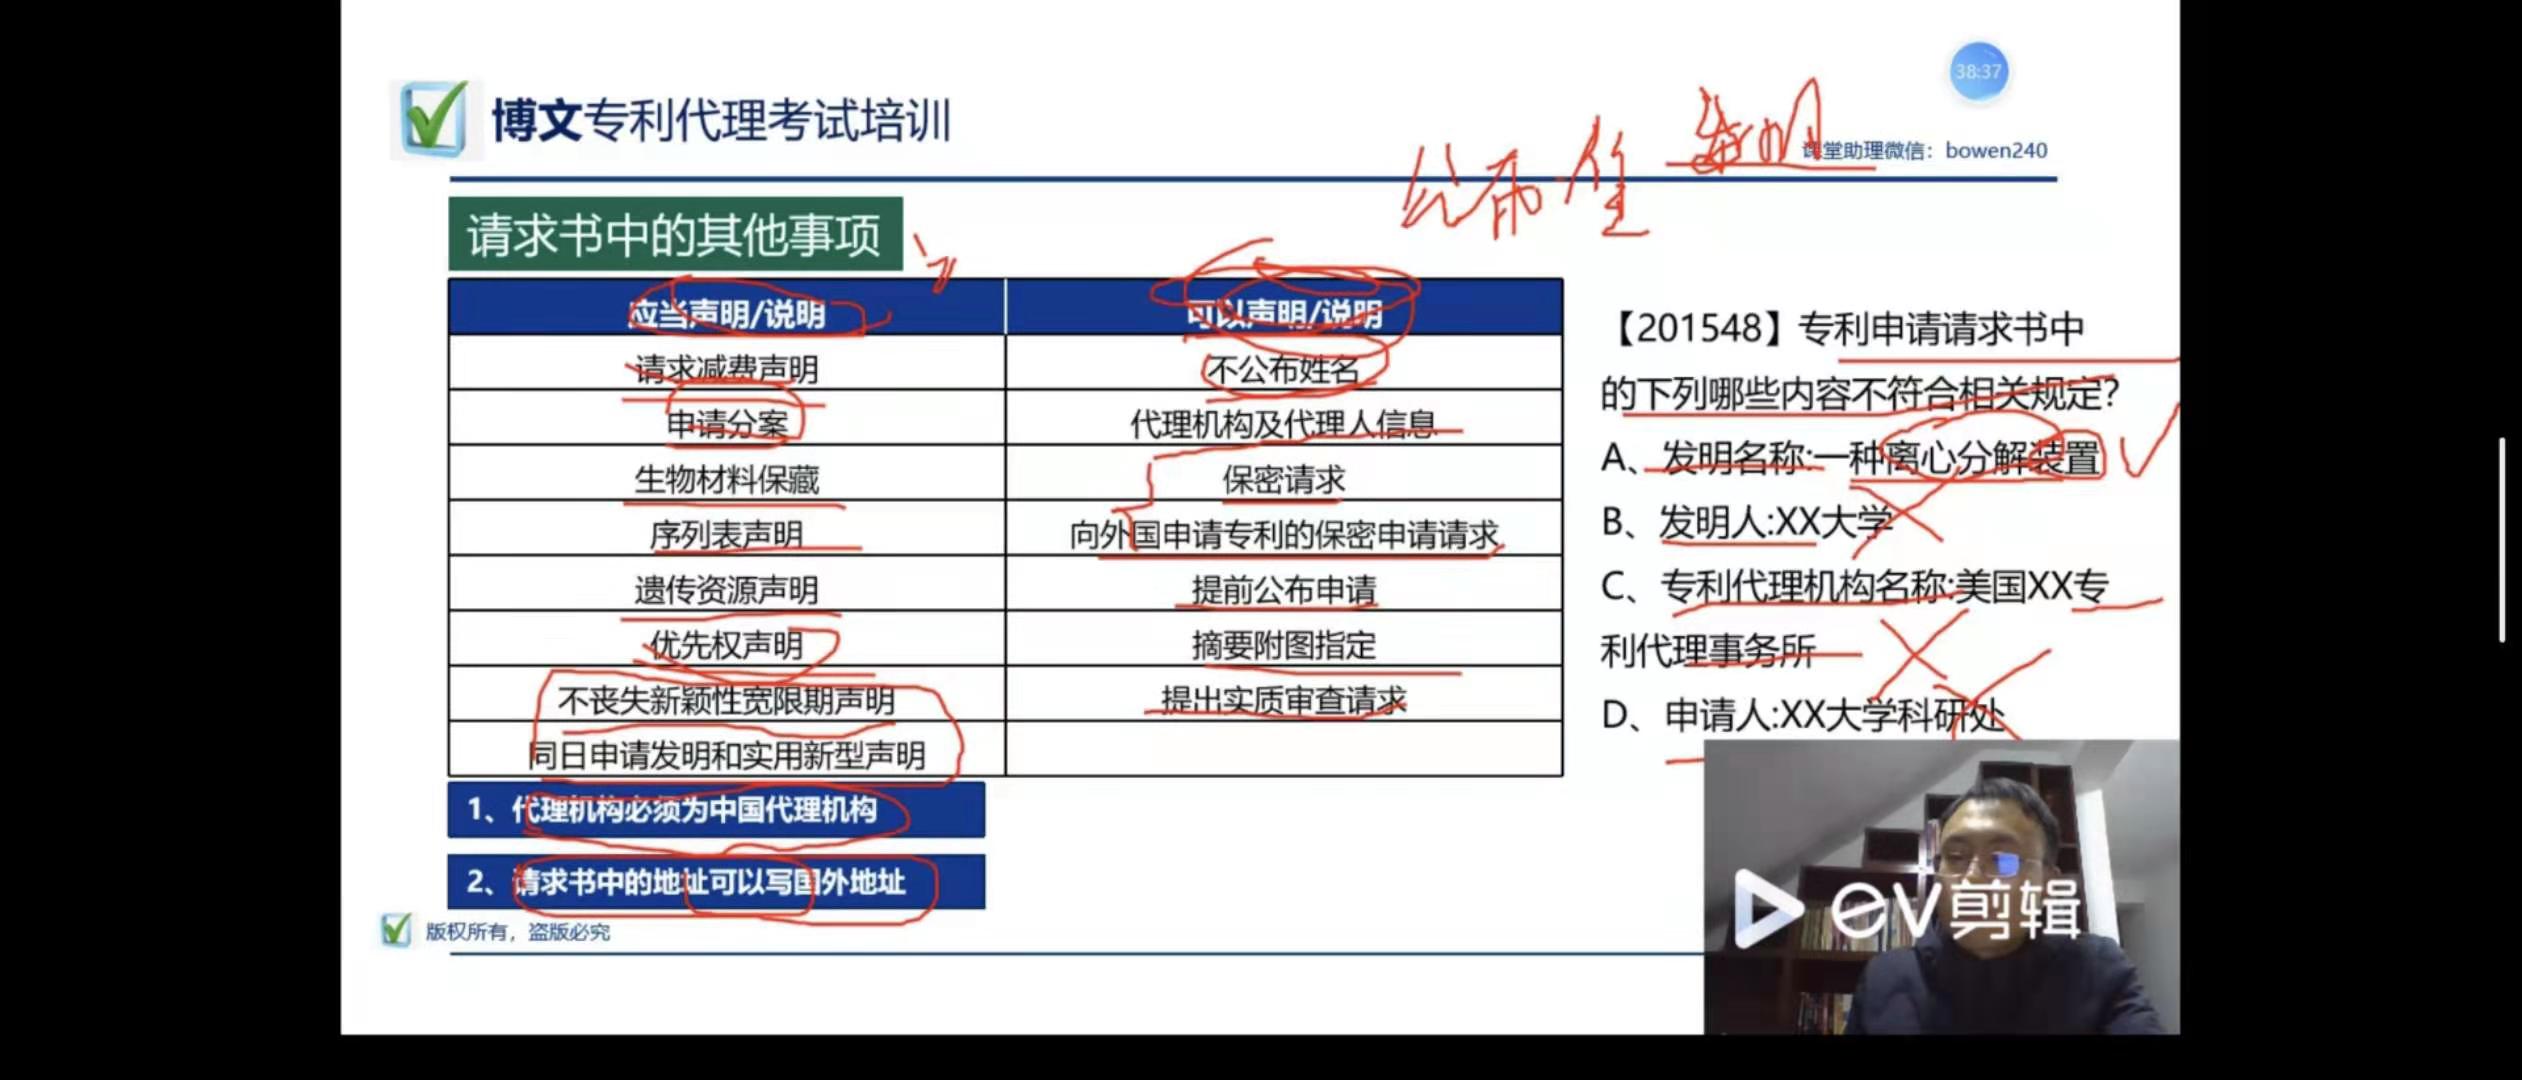 38:37
博文专利代理考试培训
公布 发明
课堂助理微信：bowen240
请求书中的其他事项
应当声明/说明 可以声明/说明
请求减费声明 不公布姓名
申请分案 代理机构及代理人信息
生物材料保藏 保密请求
序列表声明 向外国申请专利的保密申请请求
遗传资源声明 提前公布申请
优先权声明 摘要附图指定
不丧失新颖性宽限期声明 提出实质审查请求
同日申请发明和实用新型声明
1、代理机构必须为中国代理机构
2、请求书中的地址可以写国外地址
【201548】专利申请请求书中
的下列哪些内容不符合相关规定？
A、发明名称:一种离心分解装置
B、发明人:XX大学
C、专利代理机构名称:美国XX专
利代理事务所
D、申请人:XX大学科研处
EV剪辑
版权所有，盗版必究